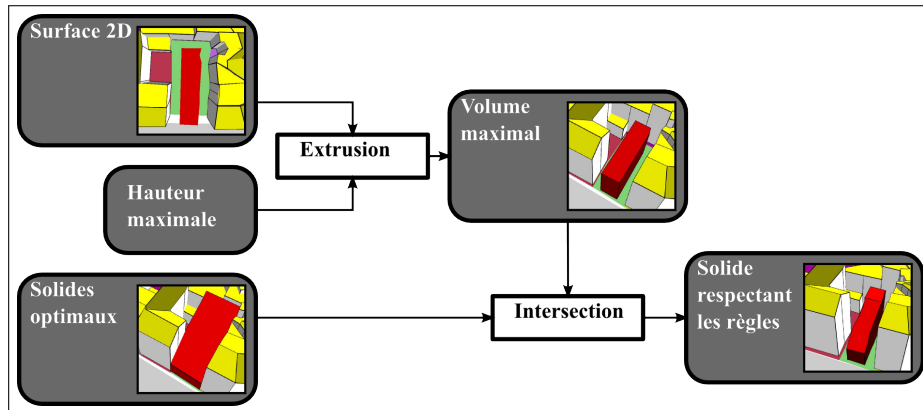 Surface 2D
Extrusion
Volume
maximal
Hauteur
maximale
Solides
optimaux
Intersection
Solide
respectant
les règles